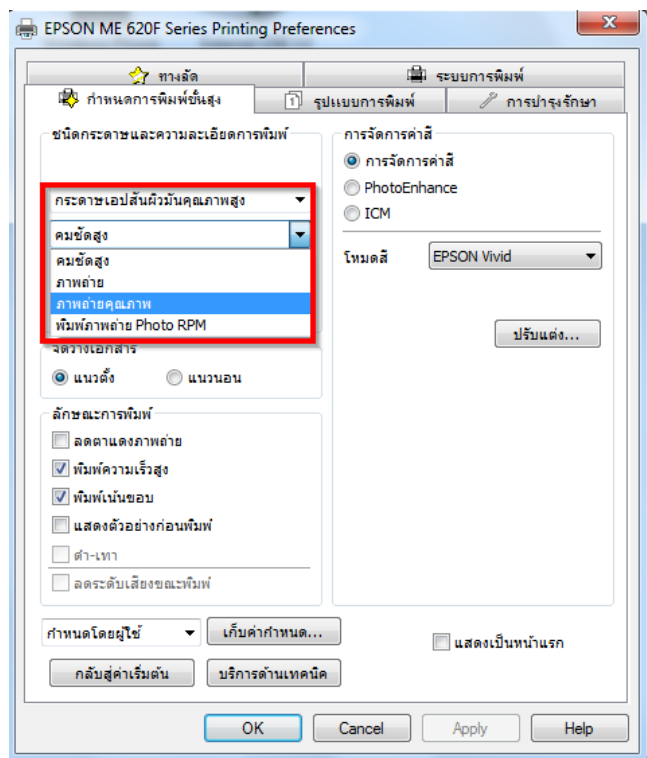 EPSON ME 620F Series Printing Preferences
ทางลัด
ระบบการพิมพ์
กำหนดการพิมพ์ขั้นสูง
รูปแบบการพิมพ์
การบำรุงรักษา
ชนิดกระดาษและความละเอียดการพิมพ์
กระดาษเอปสันผิวมันคุณภาพสูง
คมชัดสูง
คมชัดสูง
ภาพถ่าย
ภาพถ่ายคุณภาพ
พิมพ์ภาพถ่าย Photo RPM
จัดวางเอกสาร
แนวตั้ง
แนวนอน
ลักษณะการพิมพ์
ลดตาแดงภาพถ่าย
พิมพ์ความเร็วสูง
พิมพ์เน้นขอบ
แสดงตัวอย่างก่อนพิมพ์
ดำ-เทา
ลดระดับเสียงขณะพิมพ์
การจัดการค่าสี
การจัดการค่าสี
PhotoEnhance
ICM
โหมดสี
EPSON Vivid
ปรับแต่ง...
กำหนดโดยผู้ใช้
เก็บค่ากำหนด...
แสดงเป็นหน้าแรก
กลับสู่ค่าเริ่มต้น
บริการด้านเทคนิค
OK
Cancel
Apply
Help